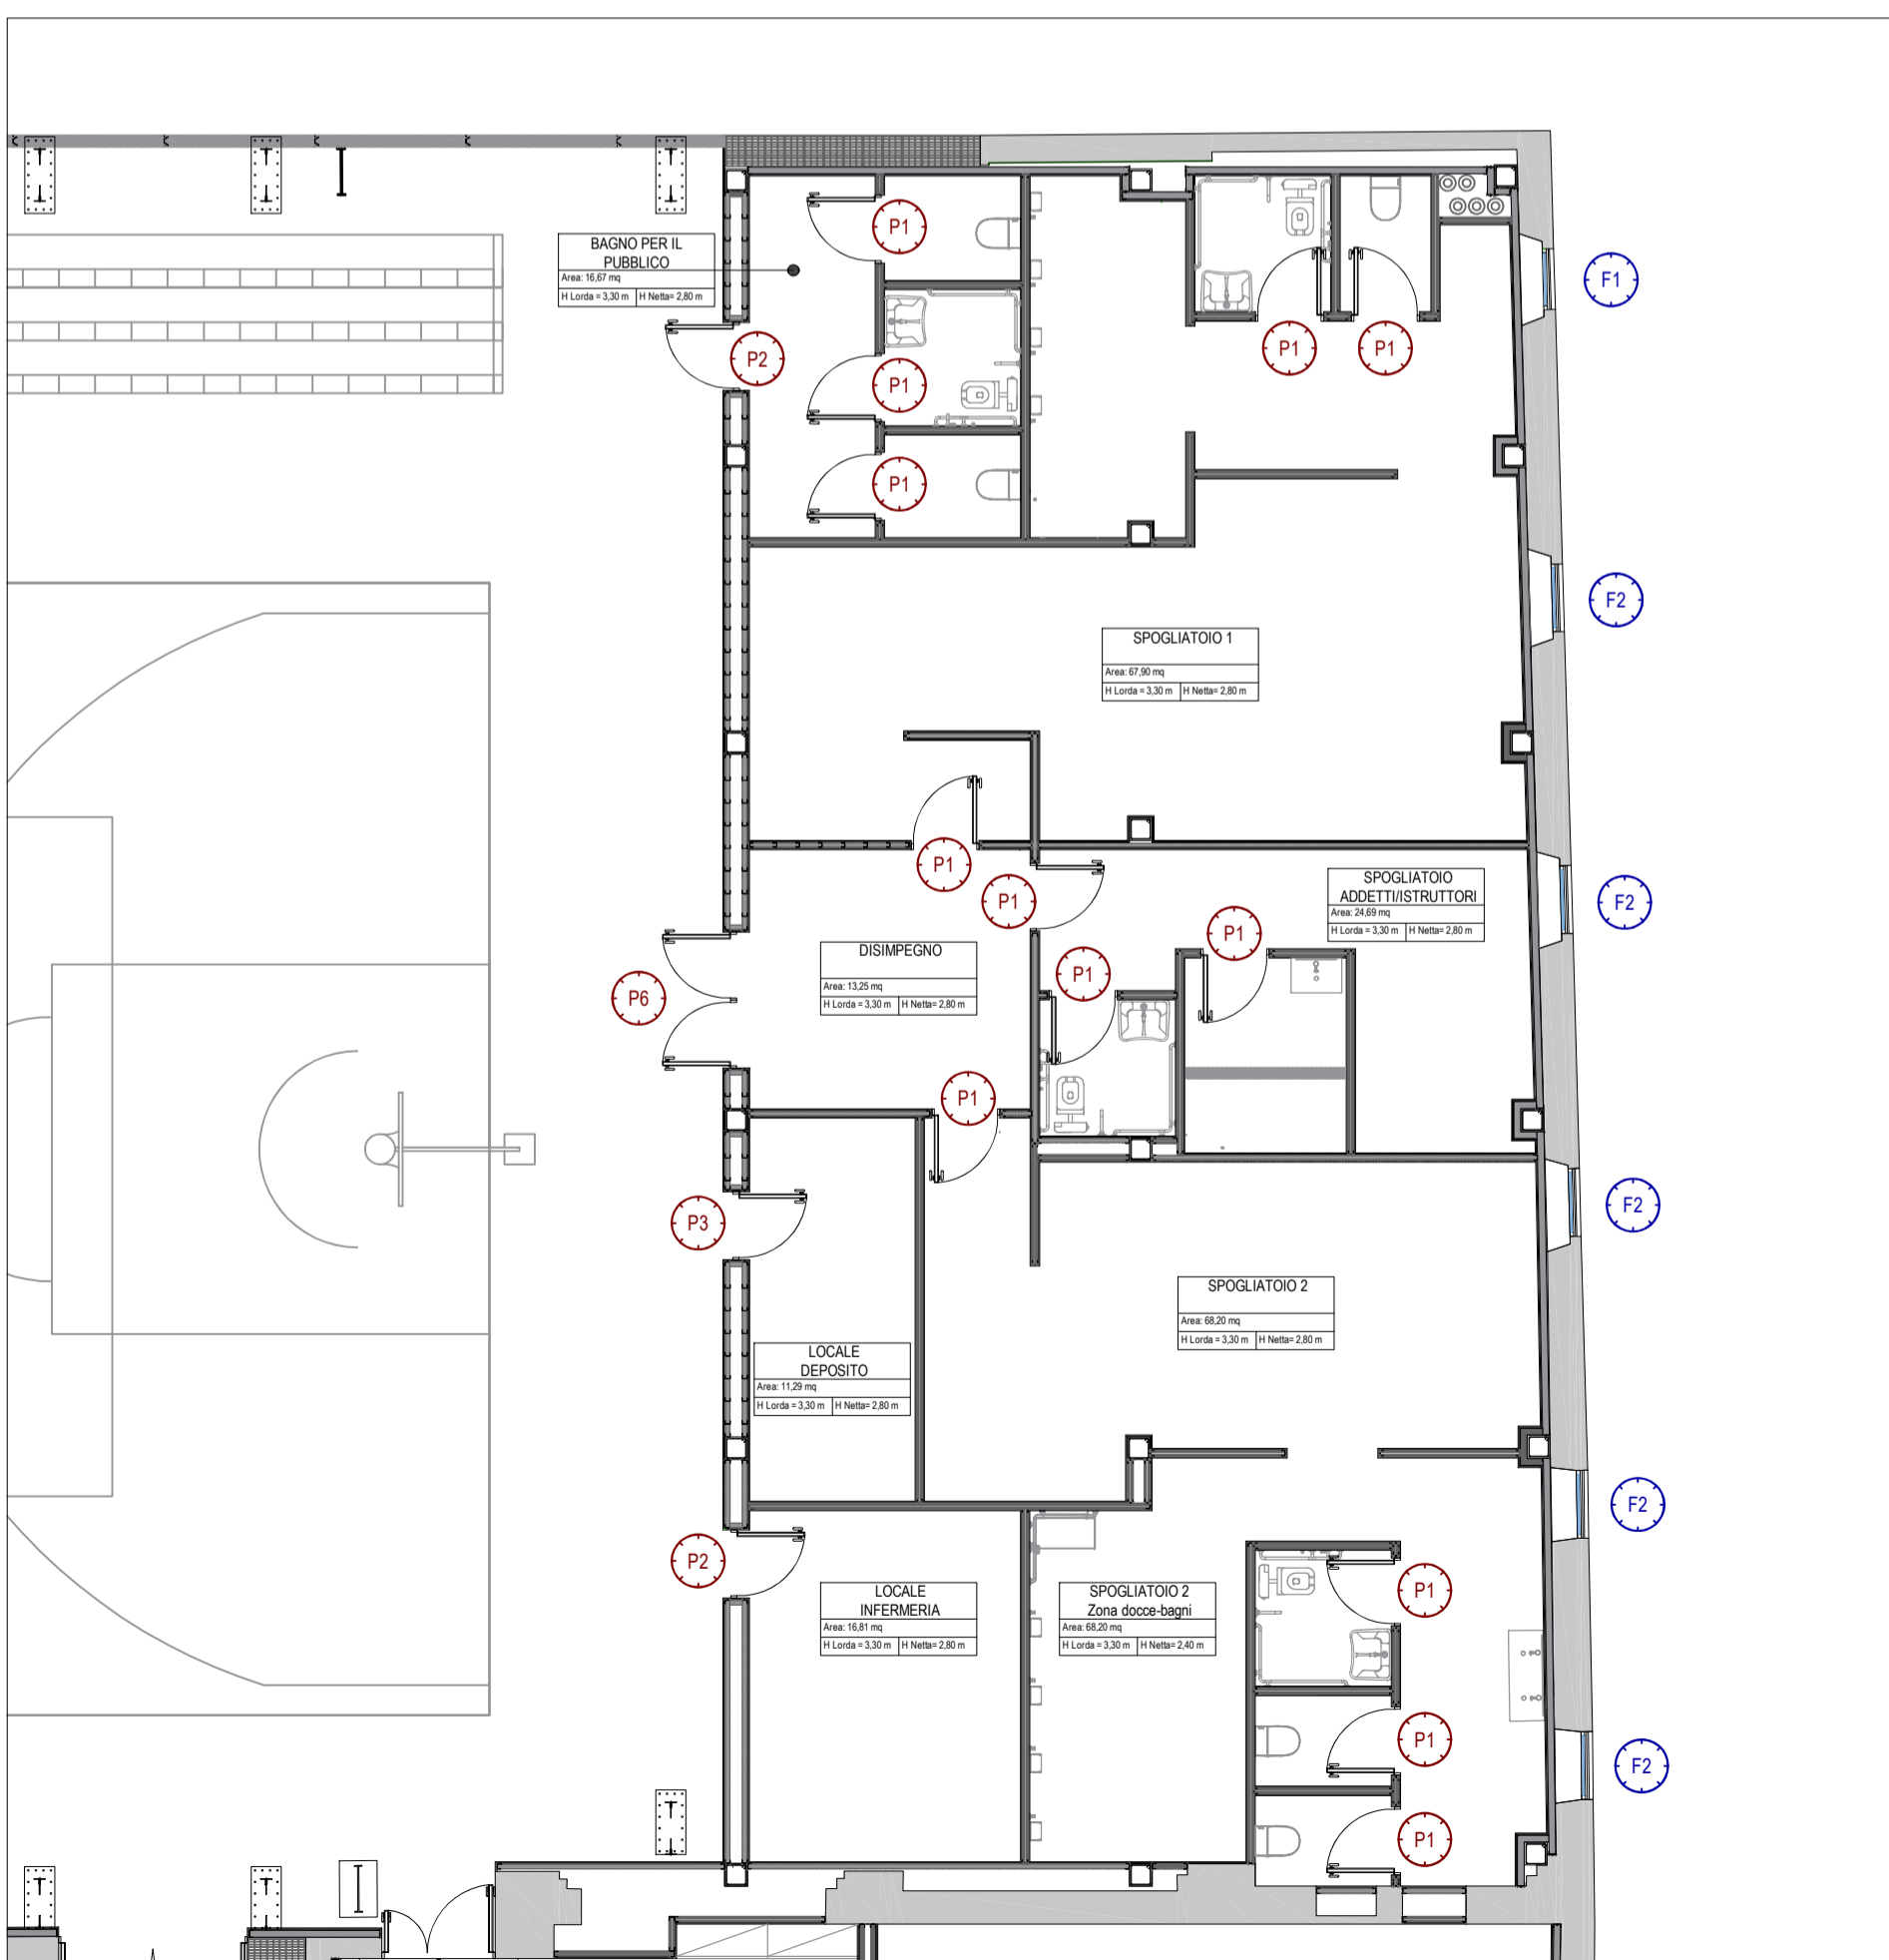 BAGNO PER IL
PUBBLICO
Area: 16,67 mq
H Lorda = 3,30 m H Netta= 2,80 m
P1
F1
P2
P1
P1
P1
P1
F2
SPOGLIATOIO 1
Area: 67,90 mq
H Lorda = 3,30 m H Netta= 2,80 m
P1
P1
SPOGLIATOIO
ADDETTI/ISTRUTTORI
Area: 24,69 mq
H Lorda = 3,30 m H Netta= 2,80 m
F2
P1
DISIMPEGNO
Area: 13,25 mq
H Lorda = 3,30 m H Netta= 2,80 m
P1
P6
P1
P3
F2
SPOGLIATOIO 2
Area: 68,20 mq
H Lorda = 3,30 m H Netta= 2,80 m
LOCALE
DEPOSITO
Area: 11,29 mq
H Lorda = 3,30 m H Netta= 2,80 m
F2
P2
LOCALE
INFERMERIA
Area: 16,81 mq
H Lorda = 3,30 m H Netta= 2,80 m
SPOGLIATOIO 2
Zona docce-bagni
Area: 68,20 mq
H Lorda = 3,30 m H Netta= 2,40 m
P1
P1
F2
P1